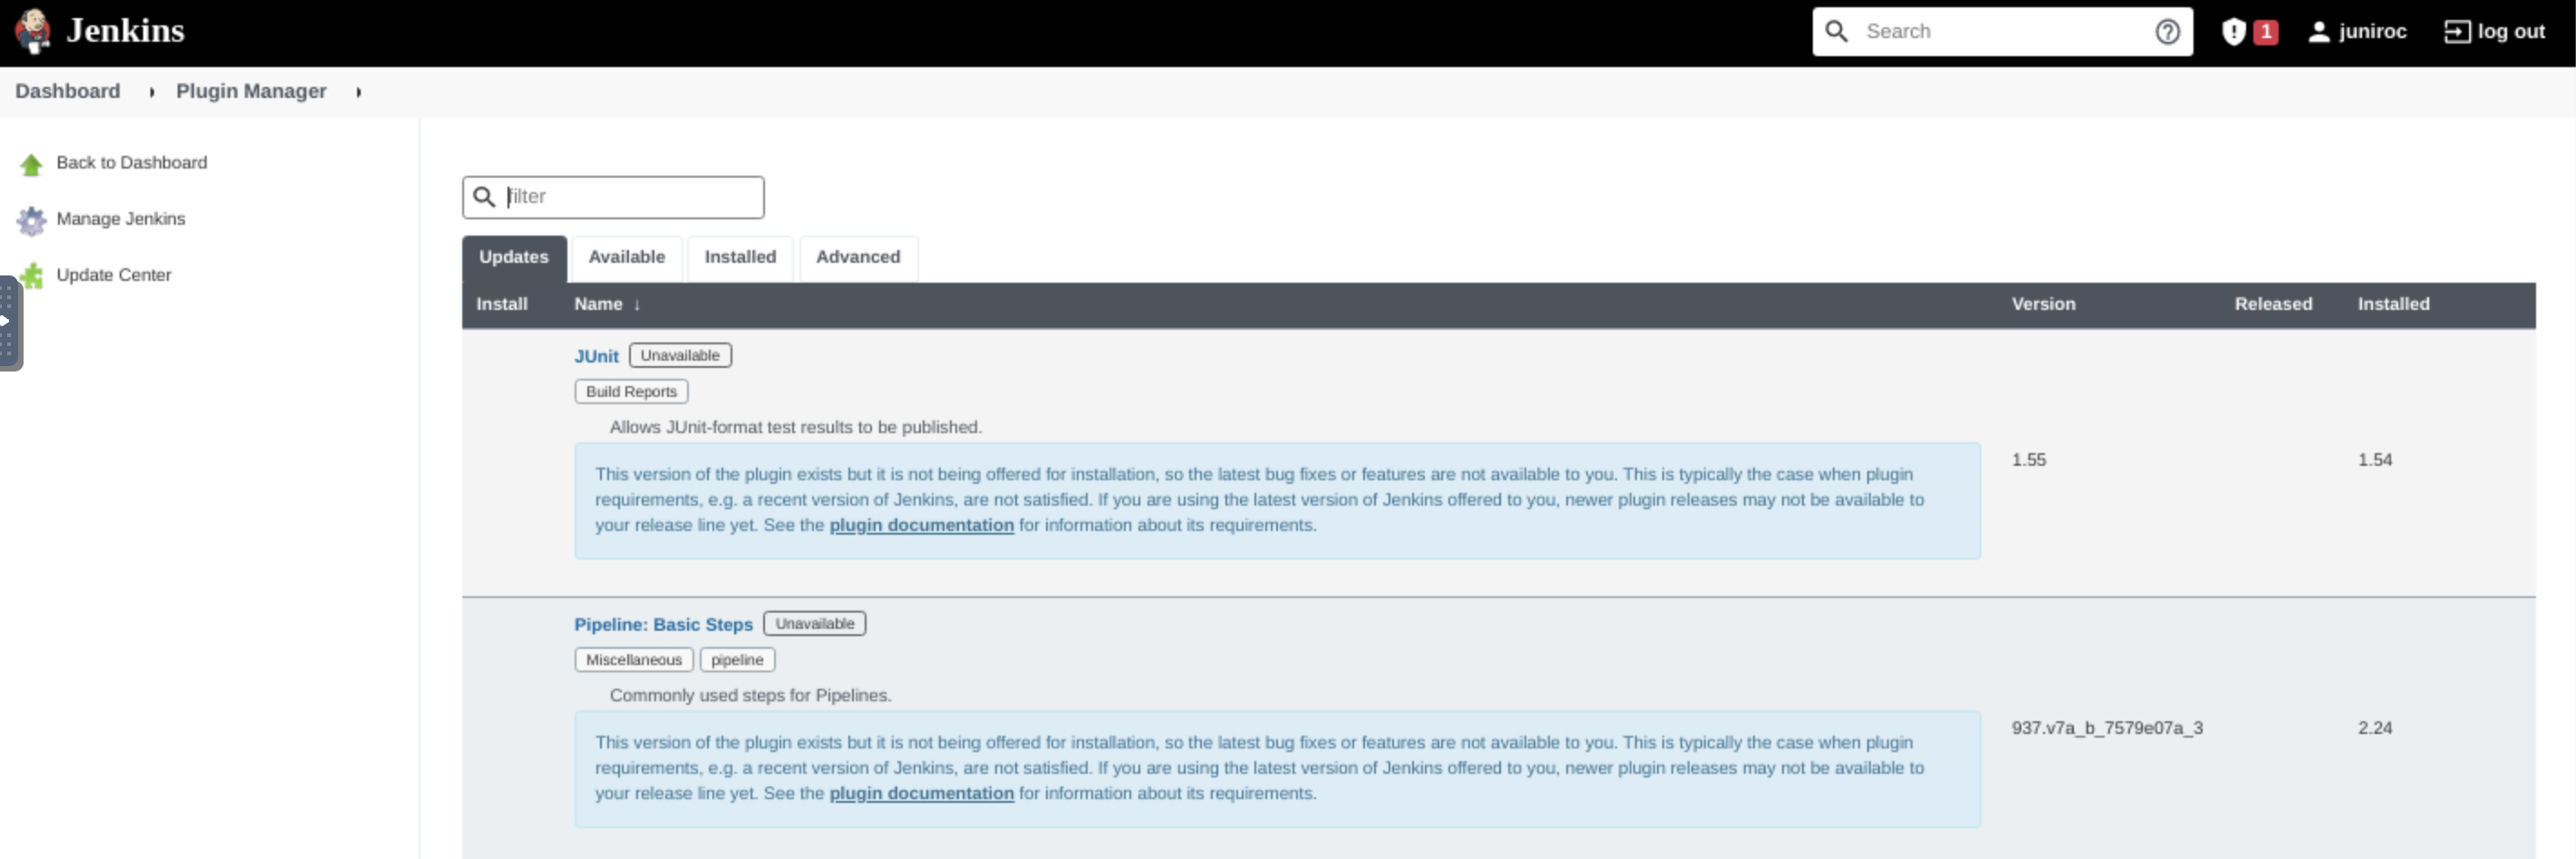 Jenkins
Search
1
juniroc
log out
Dashboard
Plugin Manager
Back to Dashboard
Manage Jenkins
Update Center
filter
Updates
Available
Installed
Advanced
Install
Name ↓
Version
Released
Installed
JUnit
Unavailable
Build Reports
Allows JUnit-format test results to be published.
This version of the plugin exists but it is not being offered for installation, so the latest bug fixes or features are not available to you. This is typically the case when plugin
requirements, e.g. a recent version of Jenkins, are not satisfied. If you are using the latest version of Jenkins offered to you, newer plugin releases may not be available to
your release line yet. See the plugin documentation for information about its requirements.
1.55
1.54
Pipeline: Basic Steps
Unavailable
Miscellaneous
pipeline
Commonly used steps for Pipelines.
This version of the plugin exists but it is not being offered for installation, so the latest bug fixes or features are not available to you. This is typically the case when plugin
requirements, e.g. a recent version of Jenkins, are not satisfied. If you are using the latest version of Jenkins offered to you, newer plugin releases may not be available to
your release line yet. See the plugin documentation for information about its requirements.
937.v7a_b_7579e07a_3
2.24